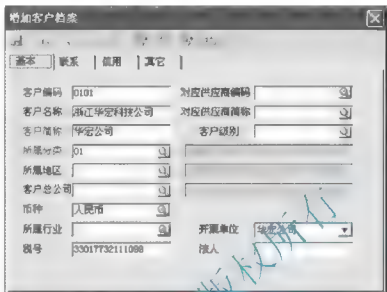 增加客户档案
基本 联系 信用 其它
客户编码 0101 对应供应商编码
客户名称 浙江华宏科技公司 对应供应商简称
客户简称 华宏公司 客户级别
所属分类 01
所属地区
客户总公司
币种 人民币
所属行业 开票单位 华宏公司
税号 33017732111098 法人